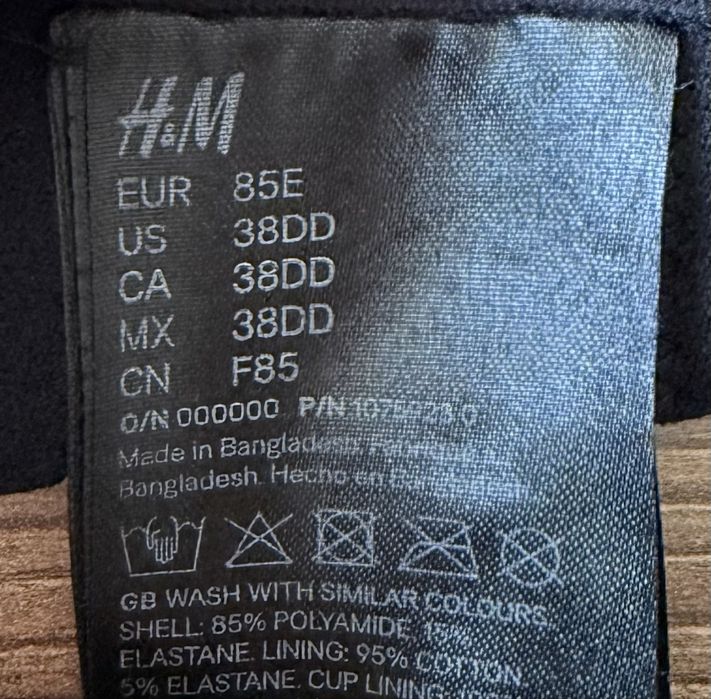 H&M
EUR 85E
US 38DD
CA 38DD
MX 38DD
CN F85
O/N 000000 P/N
Made in Bangladesh.
Bangladesh. Hecho en
GB WASH WITH SIMILAR COLOURS
SHELL: 85% POLYAMIDE, 15%
ELASTANE. LINING: 95% COTTON,
5% ELASTANE. CUP LINING: